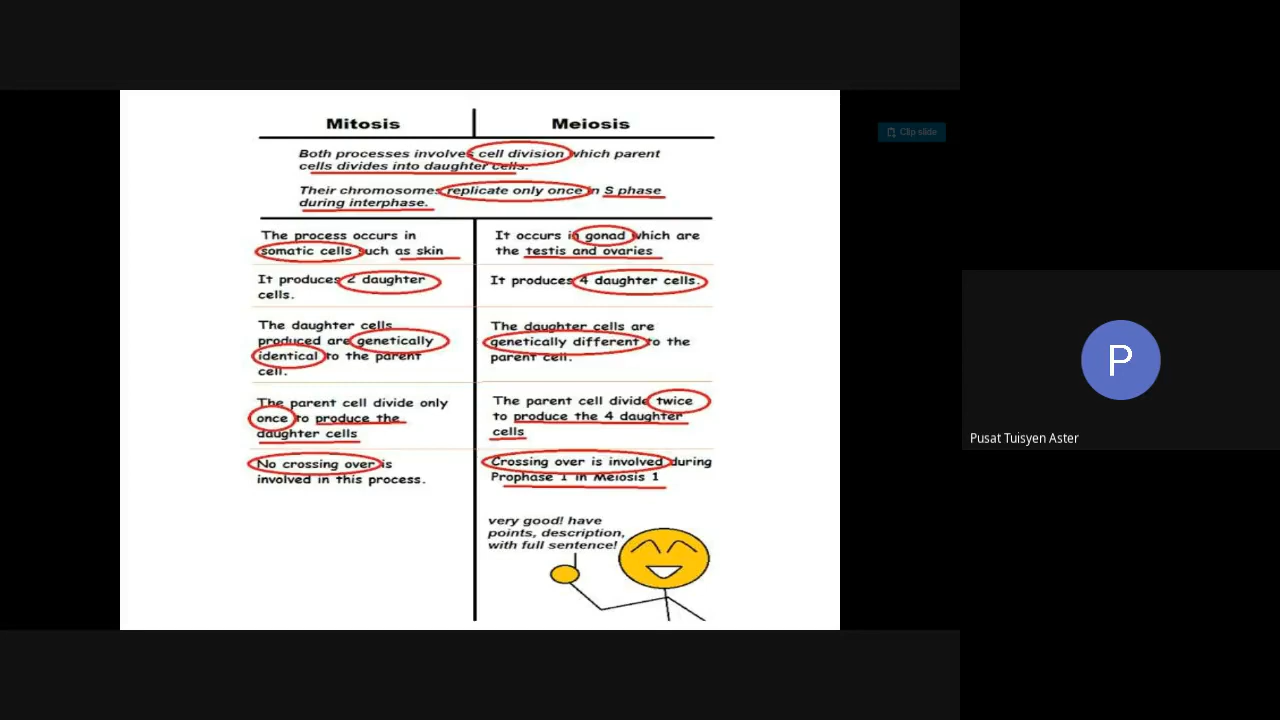 Mitosis
Meiosis
Both processes involves cell division which parent
cells divides into daughter cells.
Their chromosomes replicate only once in S phase
during interphase.
The process occurs in
somatic cells such as skin
It occurs in gonad which are
the testis and ovaries
It produces 2 daughter
cells.
It produces 4 daughter cells.
The daughter cells
produced are genetically
identical to the parent
cell.
The daughter cells are
genetically different to the
parent cell.
The parent cell divide only
once to produce the
daughter cells
The parent cell divide twice
to produce the 4 daughter
cells
No crossing over is
involved in this process.
Crossing over is involved during
Prophase 1 in Meiosis 1
very good! have
points, description,
with full sentence!
Clip slide
P
Pusat Tuisyen Aster